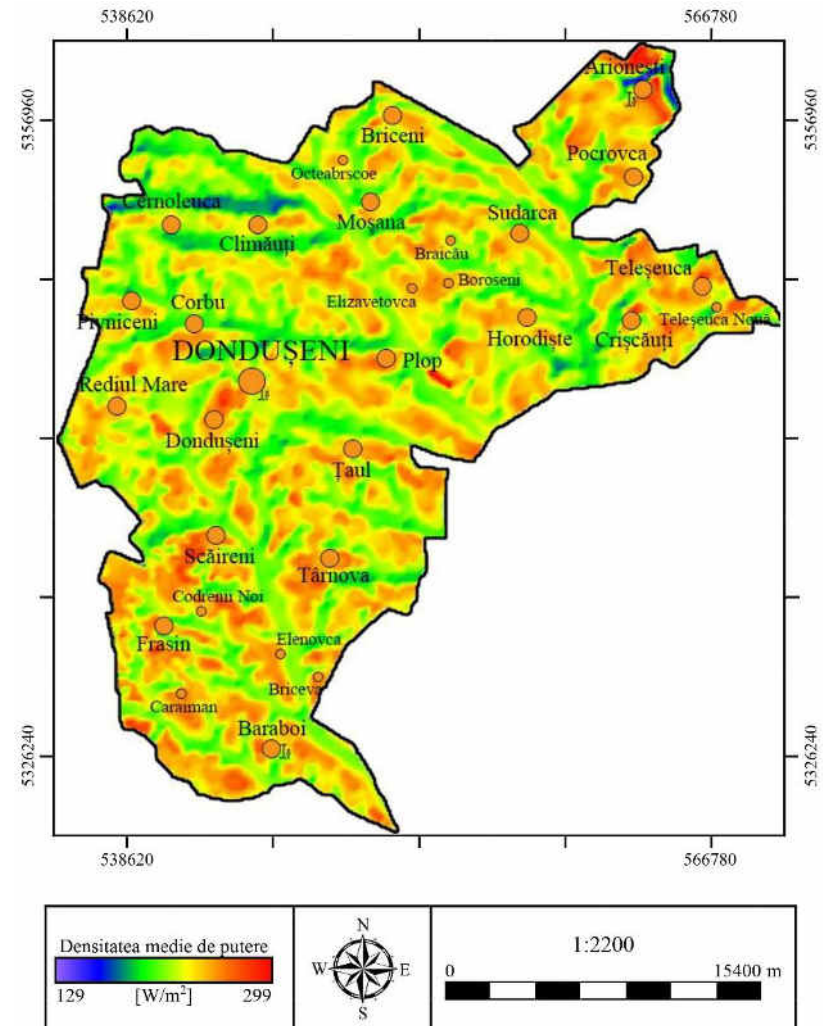 538620 566780
5356960 5356960
Arionești
Briceni
Pocrovca
Octeabrscoe
Cernoleuca
Moșana
Sudarca
Climăuți
Braicău
Teleșeuca
Elizavetovca
Boroseni
Pivniceni
Corbu
Teleșeuca Nouă
Horodiște
Crișcăuți
DONDUȘENI
Plop
Rediul Mare
Dondușeni
Țaul
Scăireni
Târnova
Codrenii Noi
Frasin
Elenovca
Briceva
Caraiman
Baraboi
5326240 5326240
538620 566780
Densitatea medie de putere
129 [W/m²] 299
N
W E
S
1:2200
0 15400 m